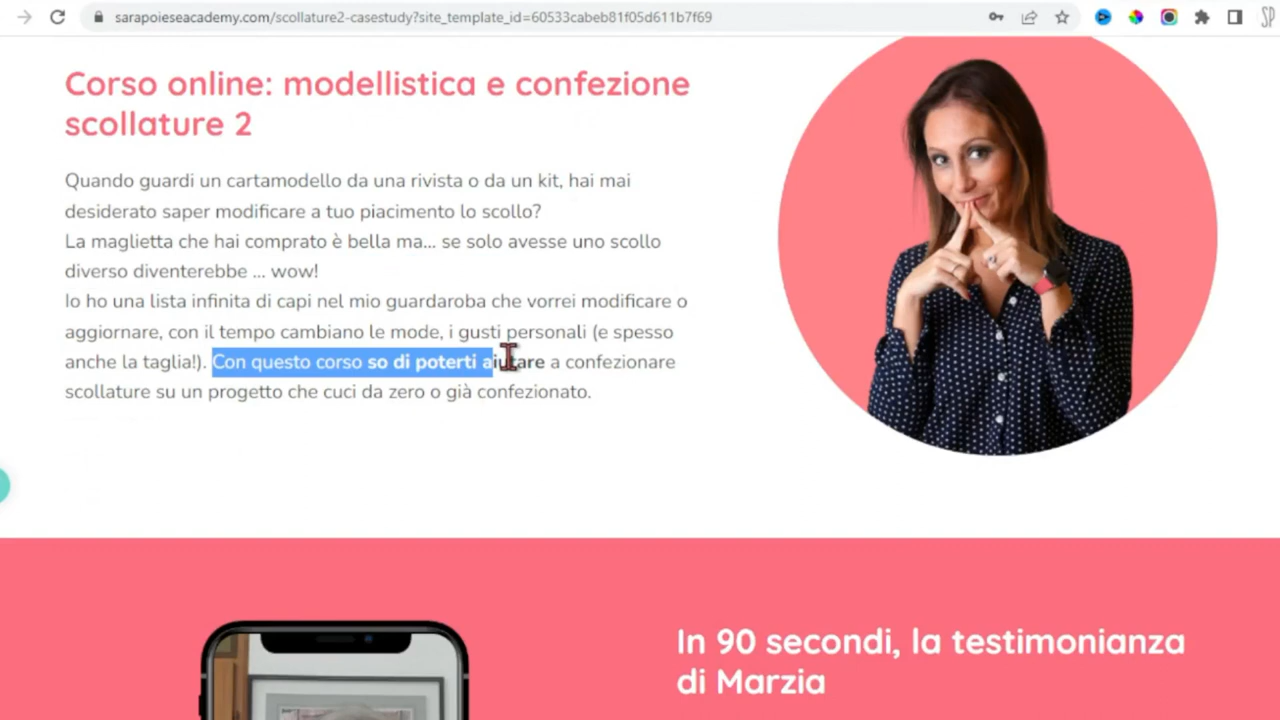 sarapoieseacademy.com/scollature2-casestudy?site_template_id=60533cabeb81f05d611b7f69
SP
Corso online: modellistica e confezione
scollature 2
Quando guardi un cartamodello da una rivista o da un kit, hai mai
desiderato saper modificare a tuo piacimento lo scollo?
La maglietta che hai comprato è bella ma... se solo avesse uno scollo
diverso diventerebbe ... wow!
Io ho una lista infinita di capi nel mio guardaroba che vorrei modificare o
aggiornare, con il tempo cambiano le mode, i gusti personali (e spesso
anche la taglia!). Con questo corso so di poterti aiutare a confezionare
scollature su un progetto che cuci da zero o già confezionato.
In 90 secondi, la testimonianza
di Marzia